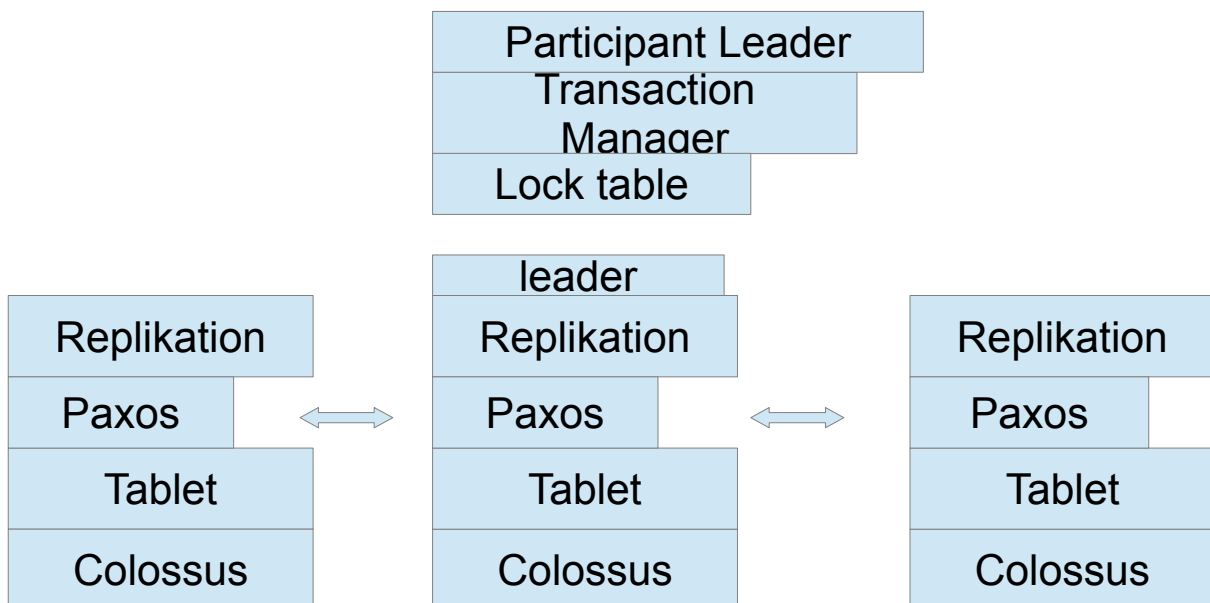 Participant Leader
Transaction
Manager
Lock table
leader
Replikation
Replikation
Replikation
Paxos
Paxos
Paxos
Tablet
Tablet
Tablet
Colossus
Colossus
Colossus